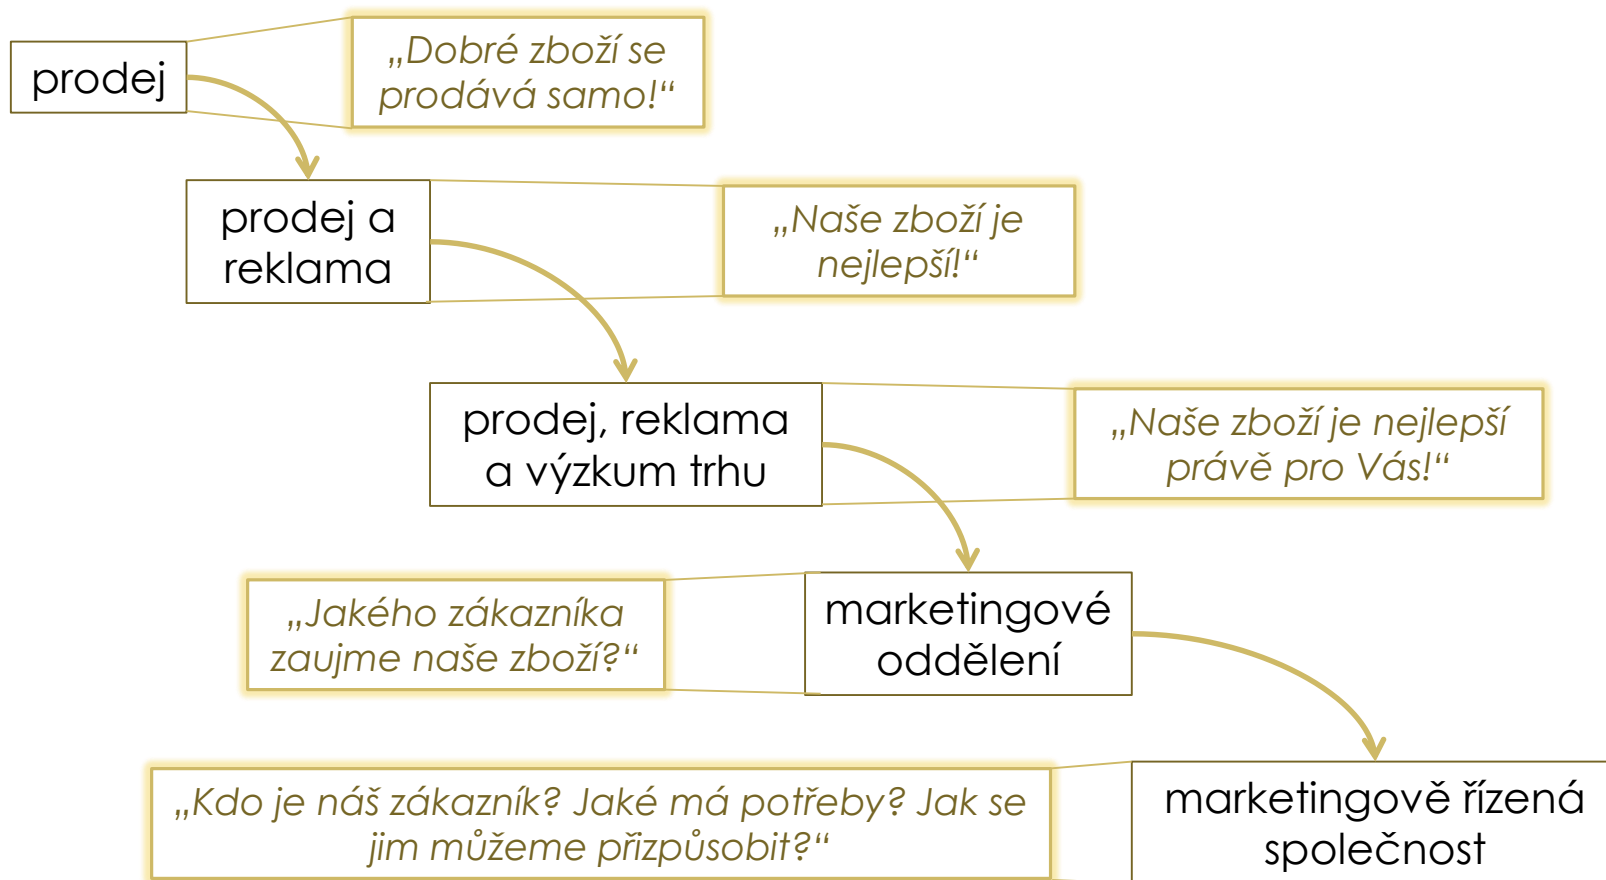 prodej
„Dobré zboží se
prodává samo!“
prodej a
reklama
„Naše zboží je
nejlepší!“
prodej, reklama
a výzkum trhu
„Naše zboží je nejlepší
právě pro Vás!“
„Jakého zákazníka
zaujme naše zboží?“
marketingové
oddělení
„Kdo je náš zákazník? Jaké má potřeby? Jak se
jim můžeme přizpůsobit?“
marketingově řízená
společnost